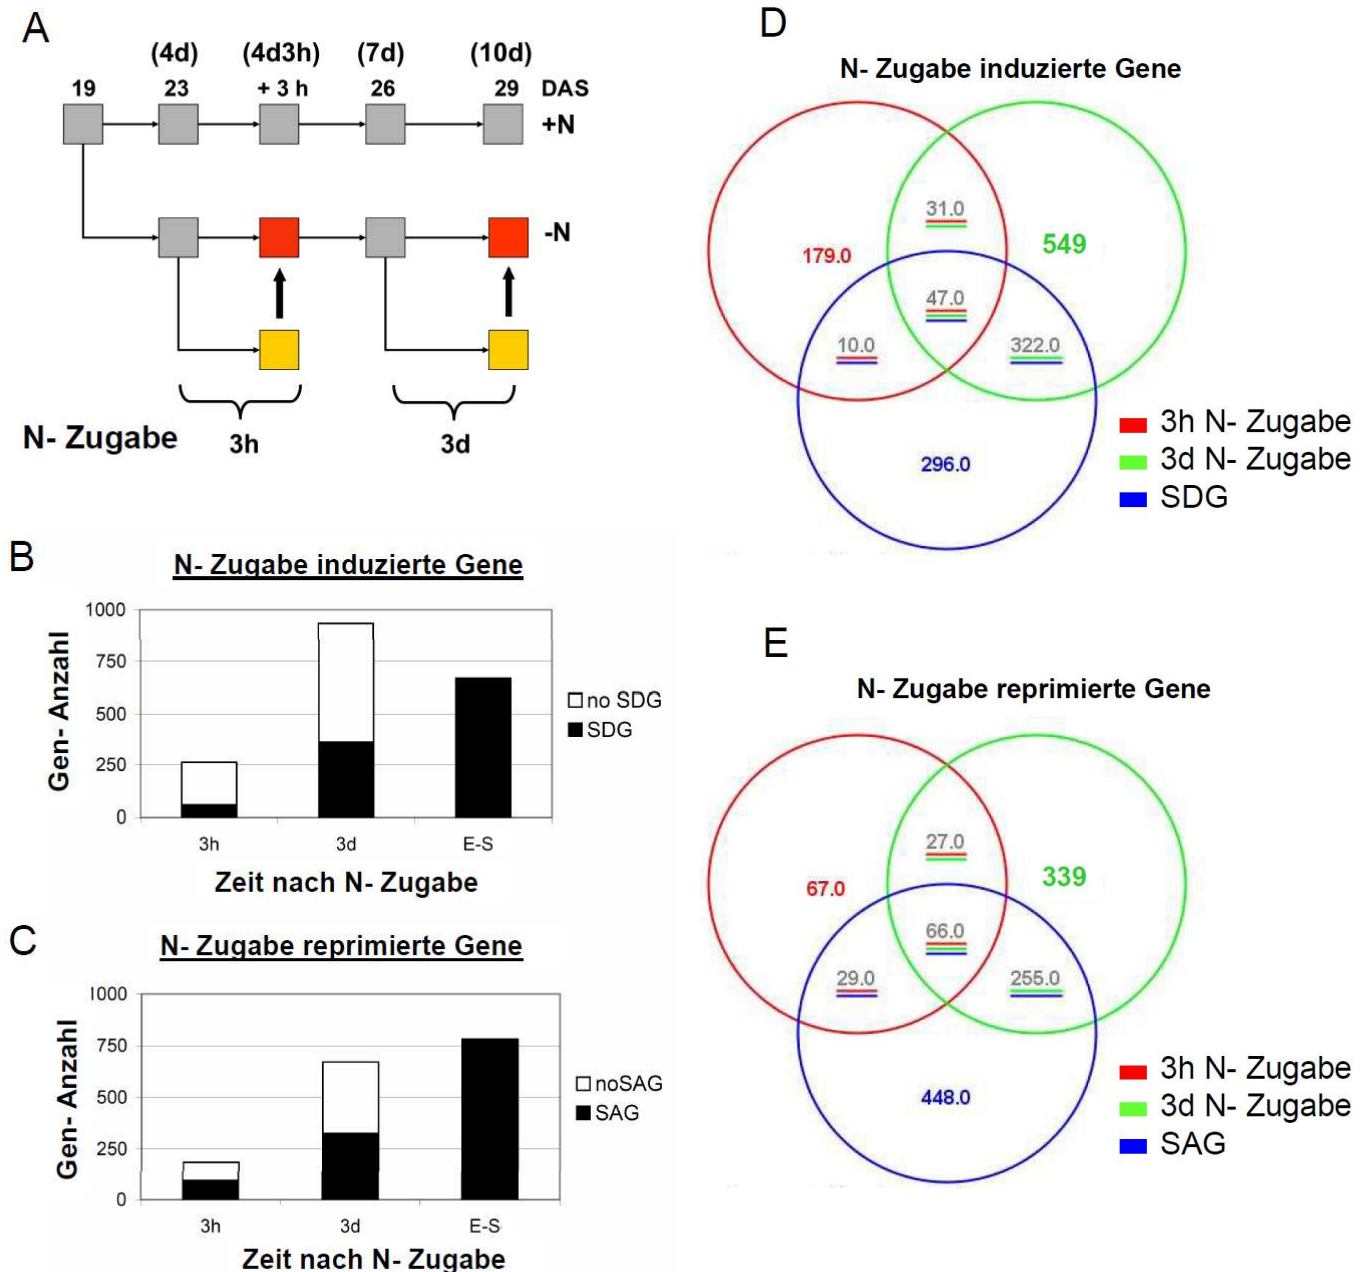 A
(4d) (4d3h) (7d) (10d)
19 23 + 3 h 26 29 DAS
+N
-N
N- Zugabe 3h 3d
B
N- Zugabe induzierte Gene
Gen- Anzahl
1000
750
500
250
0
3h 3d E-S
no SDG
SDG
Zeit nach N- Zugabe
C
N- Zugabe reprimierte Gene
Gen- Anzahl
1000
750
500
250
0
3h 3d E-S
noSAG
SAG
Zeit nach N- Zugabe
D
N- Zugabe induzierte Gene
31.0
179.0
549
47.0
10.0
322.0
296.0
3h N- Zugabe
3d N- Zugabe
SDG
E
N- Zugabe reprimierte Gene
27.0
67.0
339
66.0
29.0
255.0
448.0
3h N- Zugabe
3d N- Zugabe
SAG